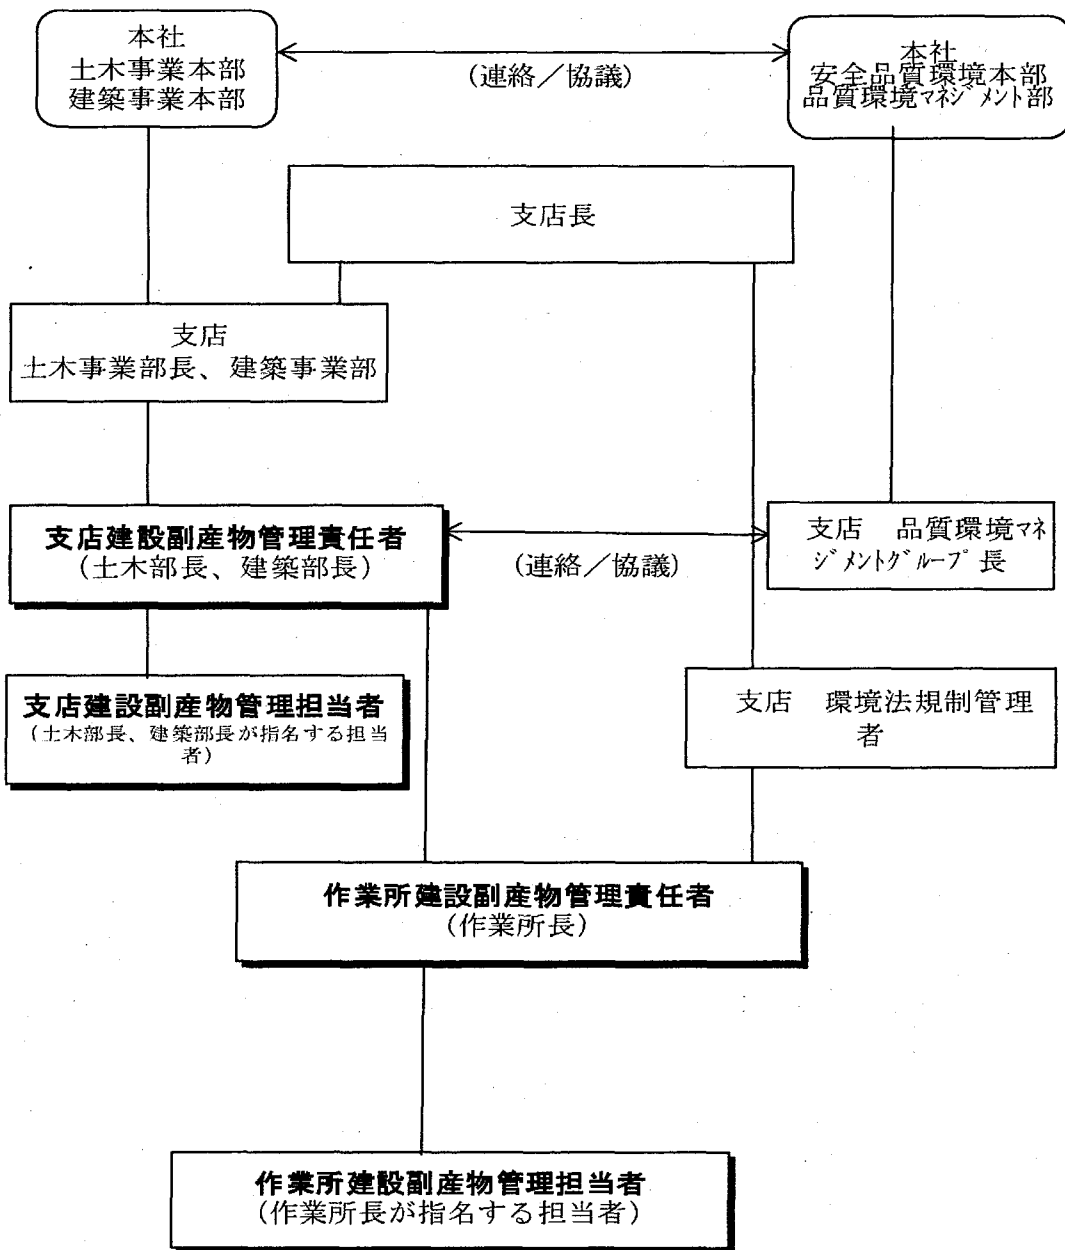 本社
土木事業本部
建築事業本部
(連絡／協議)
本社
安全品質環境本部
品質環境マネジメント部
支店長
支店
土木事業部長、建築事業部
支店建設副産物管理責任者
(土木部長、建築部長)
(連絡／協議)
支店　品質環境マネ
ジメントグループ長
支店建設副産物管理担当者
(土木部長、建築部長が指名する担当
者)
支店　環境法規制管理
者
作業所建設副産物管理責任者
(作業所長)
作業所建設副産物管理担当者
(作業所長が指名する担当者)